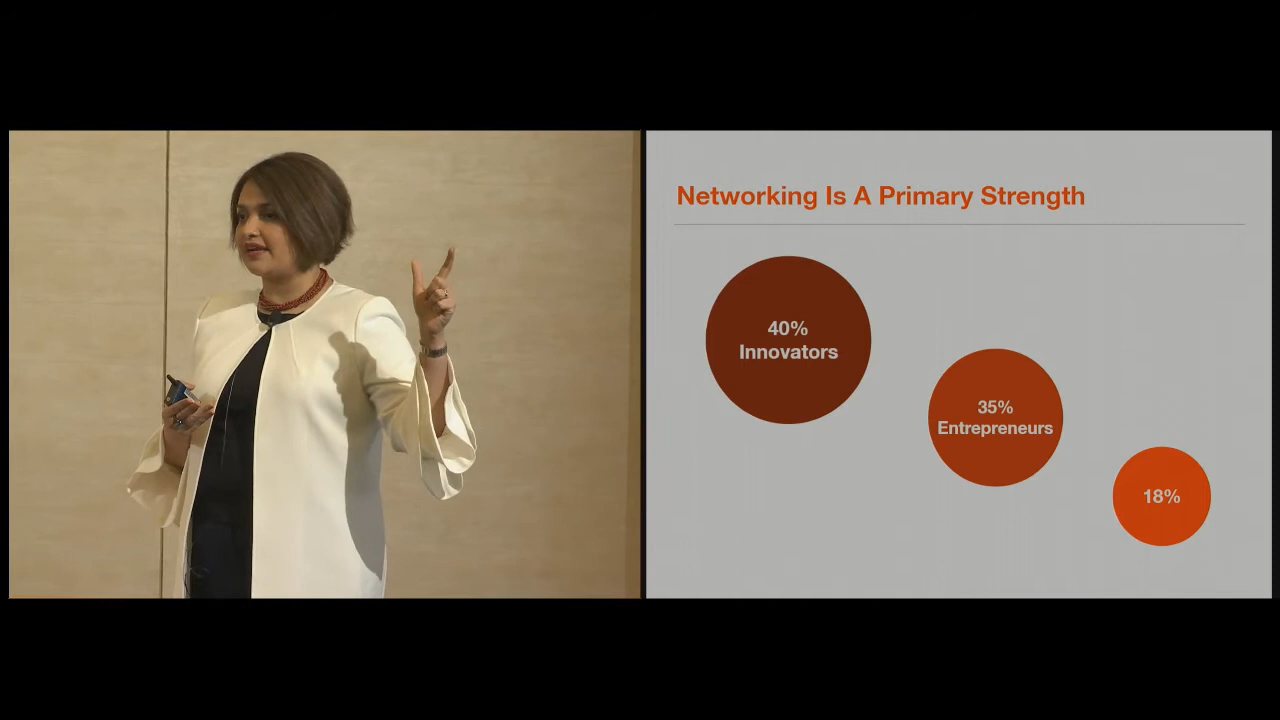 Networking Is A Primary Strength
40%
Innovators
35%
Entrepreneurs
18%